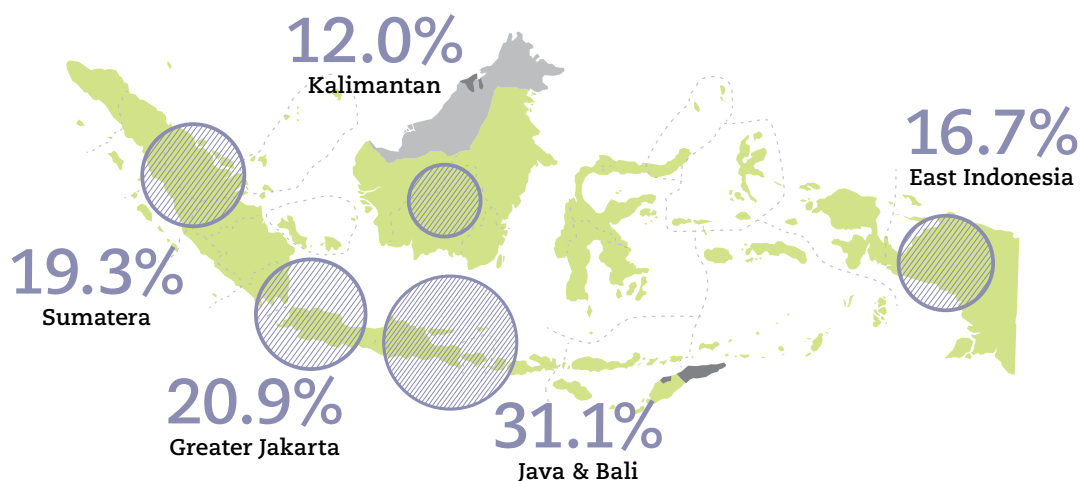 12.0%
Kalimantan
16.7%
East Indonesia
19.3%
Sumatera
20.9%
Greater Jakarta
31.1%
Java & Bali